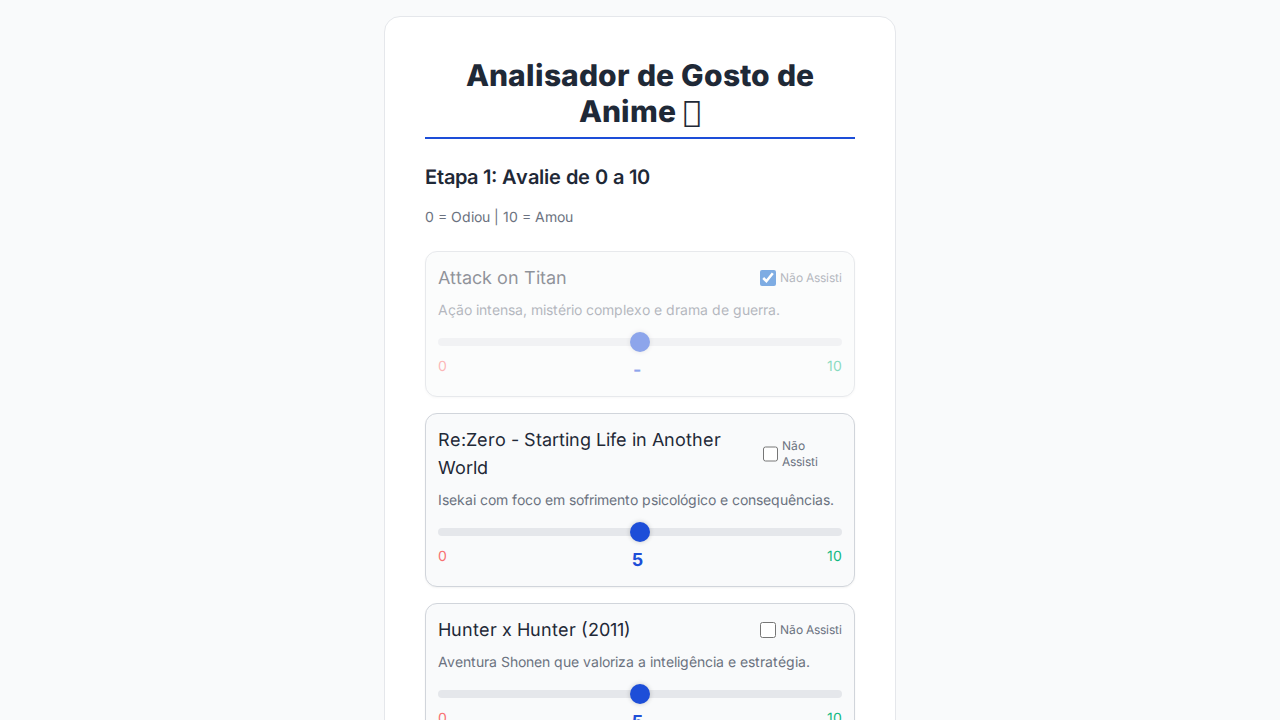 Analisador de Gosto de
Anime
Etapa 1: Avalie de 0 a 10
0 = Odiou | 10 = Amou
Attack on Titan
Não Assisti
Ação intensa, mistério complexo e drama de guerra.
0 - 10
Re:Zero - Starting Life in Another
World
Não
Assisti
Isekai com foco em sofrimento psicológico e consequências.
0 5 10
Hunter x Hunter (2011)
Não Assisti
Aventura Shonen que valoriza a inteligência e estratégia.
0 5 10